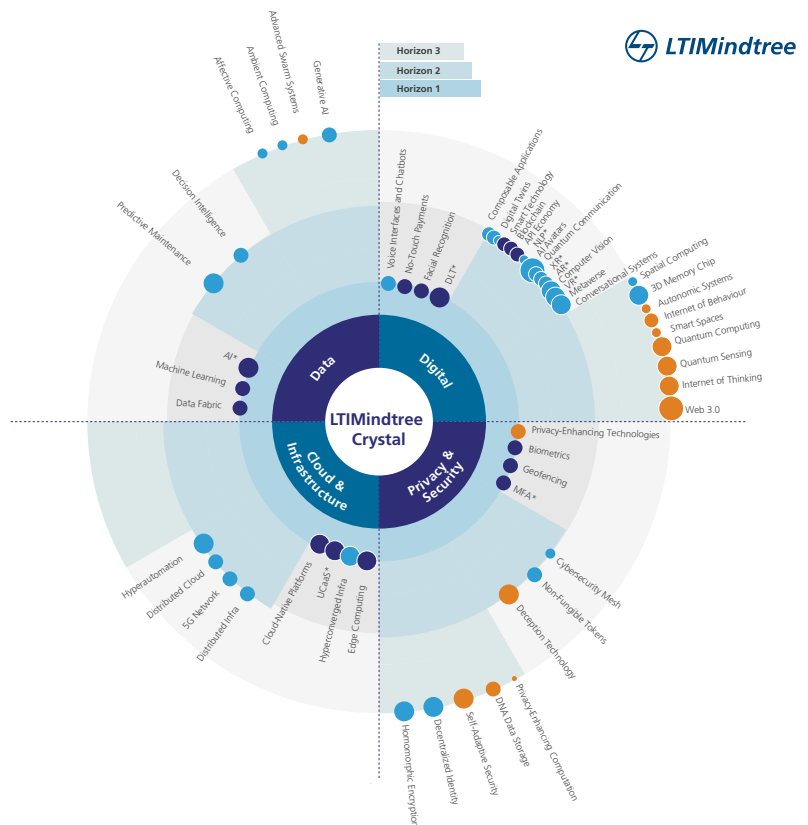 LTIMindtree
Horizon 3
Horizon 2
Horizon 1
Affective Computing
Ambient Computing
Advanced Swarm Systems
Generative AI
Decision Intelligence
Predictive Maintenance
AI*
Machine Learning
Data Fabric
Voice Interfaces and Chatbots
No-Touch Payments
Facial Recognition
DLT*
Composable Applications
Digital Twins
Smart Technology
Blockchain
API Economy
NLP*
AI Avatars
Quantum Communication
XR*
AR*
Computer Vision
VR*
Metaverse
Conversational Systems
Spatial Computing
3D Memory Chip
Autonomic Systems
Internet of Behaviour
Smart Spaces
Quantum Computing
Quantum Sensing
Internet of Thinking
Web 3.0
Data
Digital
LTIMindtree
Crystal
Cloud &
Infrastructure
Privacy &
Security
Privacy-Enhancing Technologies
Biometrics
Geofencing
MFA*
Cybersecurity Mesh
Non-Fungible Tokens
Deception Technology
Hyperautomation
Distributed Cloud
5G Network
Distributed Infra
Cloud-Native Platforms
UCaaS*
Hyperconverged Infra
Edge Computing
Homomorphic Encryption
Decentralized Identity
Self-Adaptive Security
DNA Data Storage
Privacy-Enhancing Computation